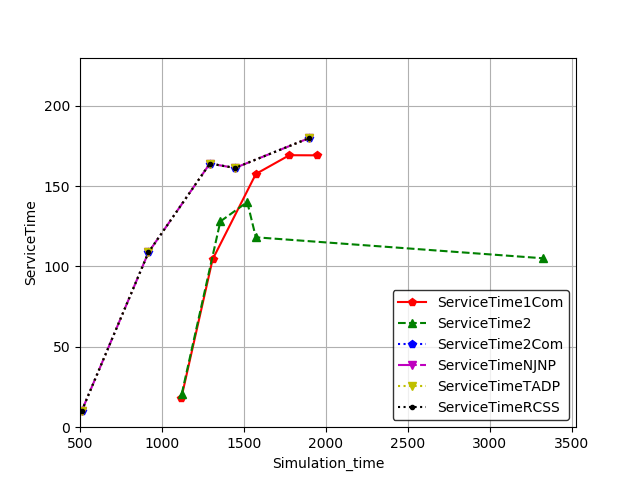 200
150
100
50
0
ServiceTime
500 1000 1500 2000 2500 3000 3500
Simulation_time
ServiceTime1Com
ServiceTime2
ServiceTime2Com
ServiceTimeNJNP
ServiceTimeTADP
ServiceTimeRCSS